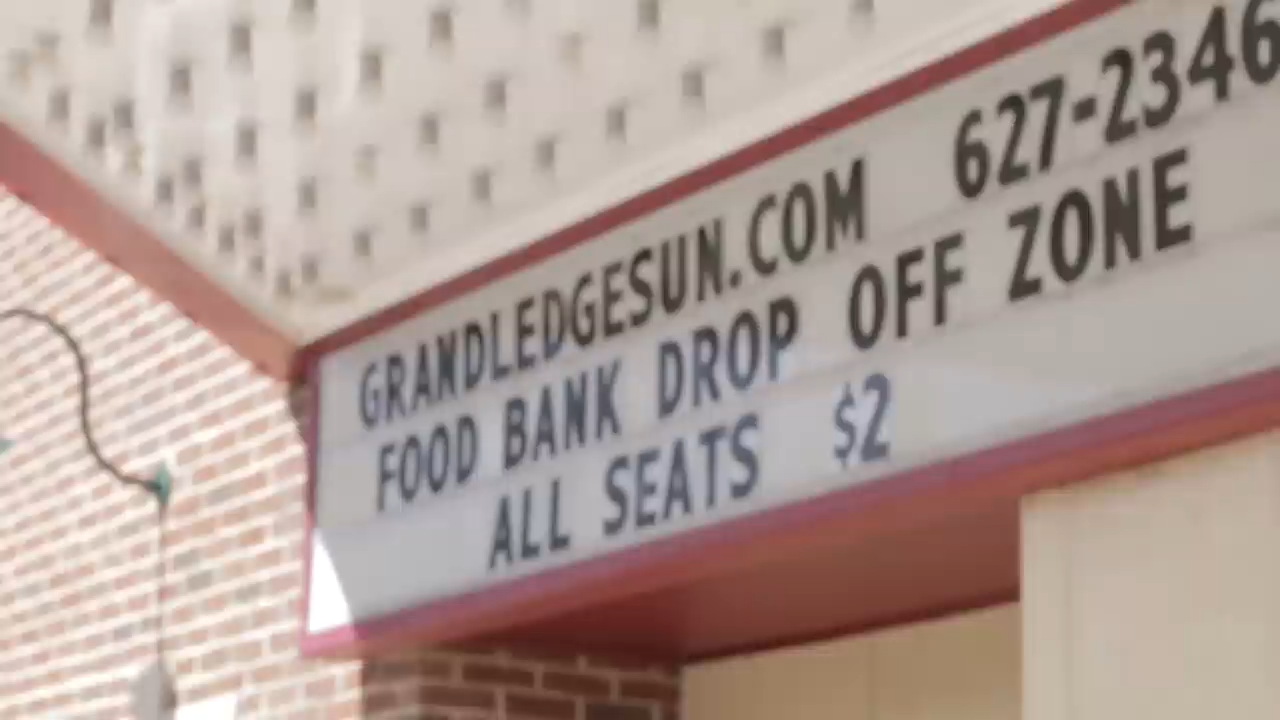 GRANDLEDGESUN.COM 627-2346
FOOD BANK DROP OFF ZONE
ALL SEATS $2